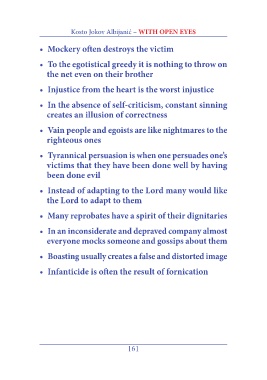 Kosto Jokov Albijanić – WITH OPEN EYES
• Mockery often destroys the victim
• To the egotistical greedy it is nothing to throw on
the net even on their brother
• Injustice from the heart is the worst injustice
• In the absence of self-criticism, constant sinning
creates an illusion of correctness
• Vain people and egoists are like nightmares to the
righteous ones
• Tyrannical persuasion is when one persuades one's
victims that they have been done well by having
been done evil
• Instead of adapting to the Lord many would like
the Lord to adapt to them
• Many reprobates have a spirit of their dignitaries
• In an inconsiderate and depraved company almost
everyone mocks someone and gossips about them
• Boasting usually creates a false and distorted image
• Infanticide is often the result of fornication
161